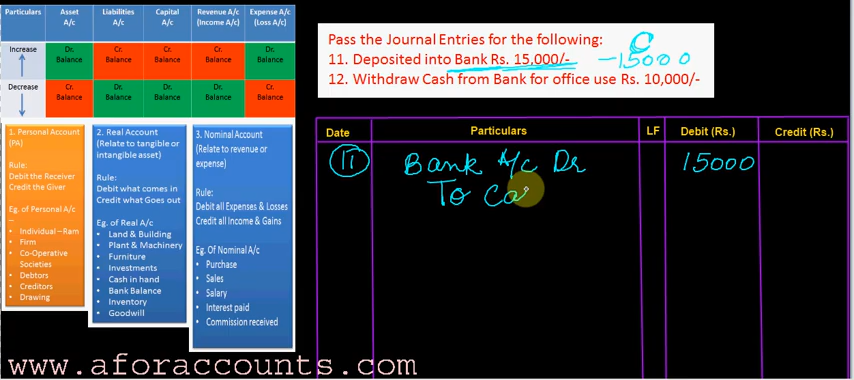 Particulars Asset A/c Liabilities A/c Capital A/c Revenue A/c (Income A/c) Expense A/c (Loss A/c)
Increase Dr. Balance Cr. Balance Cr. Balance Cr. Balance Dr. Balance
Decrease Cr. Balance Dr. Balance Dr. Balance Dr. Balance Cr. Balance
1. Personal Account
(PA)
Rule:
Debit the Receiver
Credit the Giver
Eg. of Personal A/c
–
• Individual – Ram
• Firm
• Co-Operative
Societies
• Debtors
• Creditors
• Drawing
2. Real Account
(Relate to tangible or
intangible asset)
Rule:
Debit what comes in
Credit what Goes out
Eg. of Real A/c
• Land & Building
• Plant & Machinery
• Furniture
• Investments
• Cash in hand
• Bank Balance
• Inventory
• Goodwill
3. Nominal Account
(Relate to revenue or
expense)
Rule:
Debit all Expenses & Losses
Credit all Income & Gains
Eg. Of Nominal A/c
• Purchase
• Sales
• Salary
• Interest paid
• Commission received
Pass the Journal Entries for the following: C
11. Deposited into Bank Rs. 15,000/- -15000
12. Withdraw Cash from Bank for office use Rs. 10,000/-
Date Particulars LF Debit (Rs.) Credit (Rs.)
11 Bank A/c Dr 15000
To Ca
www.aforaccounts.com